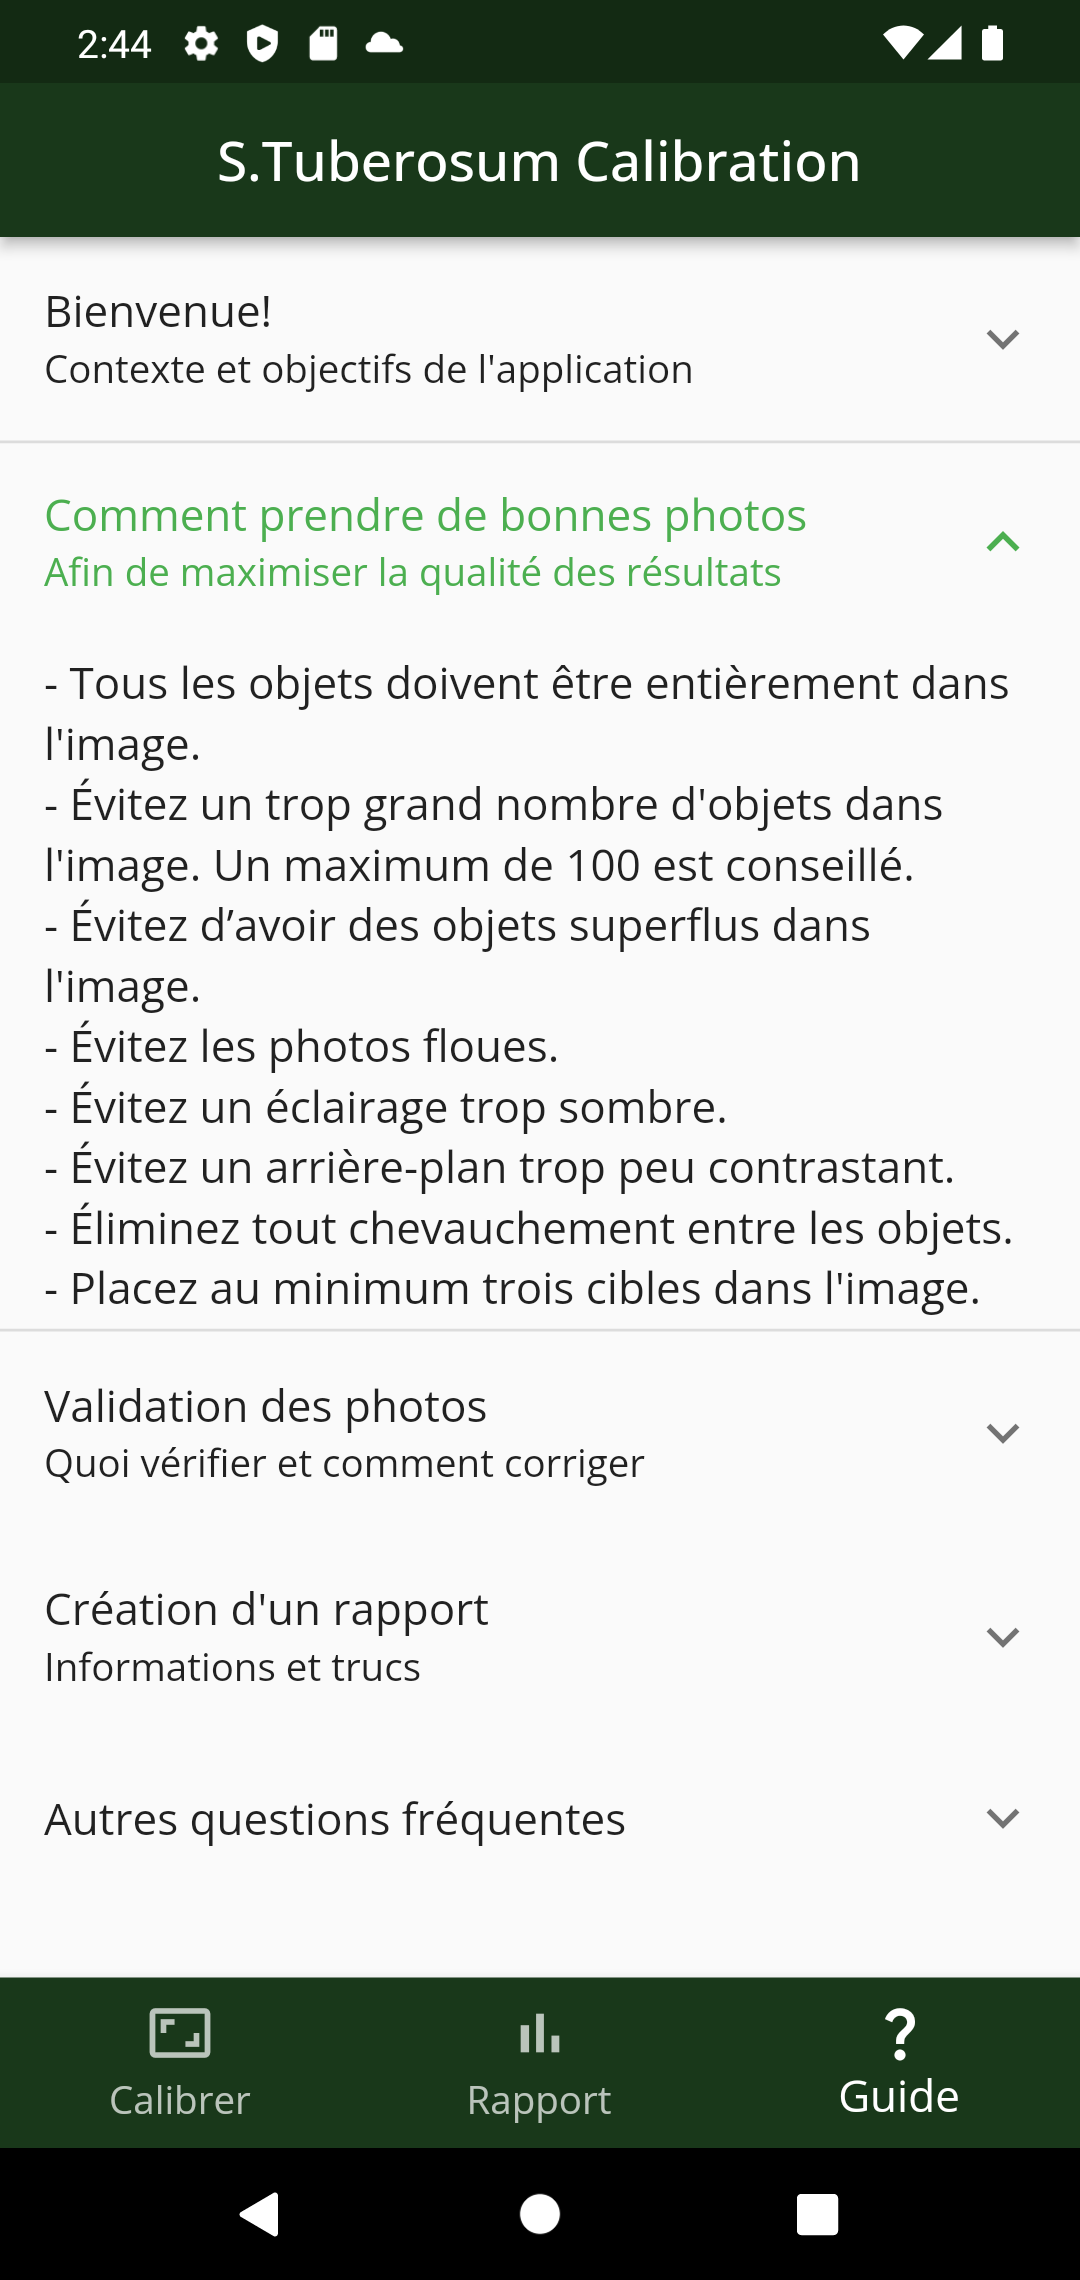 2:44
S.Tuberosum Calibration
Bienvenue!
Contexte et objectifs de l'application
Comment prendre de bonnes photos
Afin de maximiser la qualité des résultats
- Tous les objets doivent être entièrement dans
l'image.
- Évitez un trop grand nombre d'objets dans
l'image. Un maximum de 100 est conseillé.
- Évitez d’avoir des objets superflus dans
l'image.
- Évitez les photos floues.
- Évitez un éclairage trop sombre.
- Évitez un arrière-plan trop peu contrastant.
- Éliminez tout chevauchement entre les objets.
- Placez au minimum trois cibles dans l'image.
Validation des photos
Quoi vérifier et comment corriger
Création d'un rapport
Informations et trucs
Autres questions fréquentes
Calibrer
Rapport
Guide